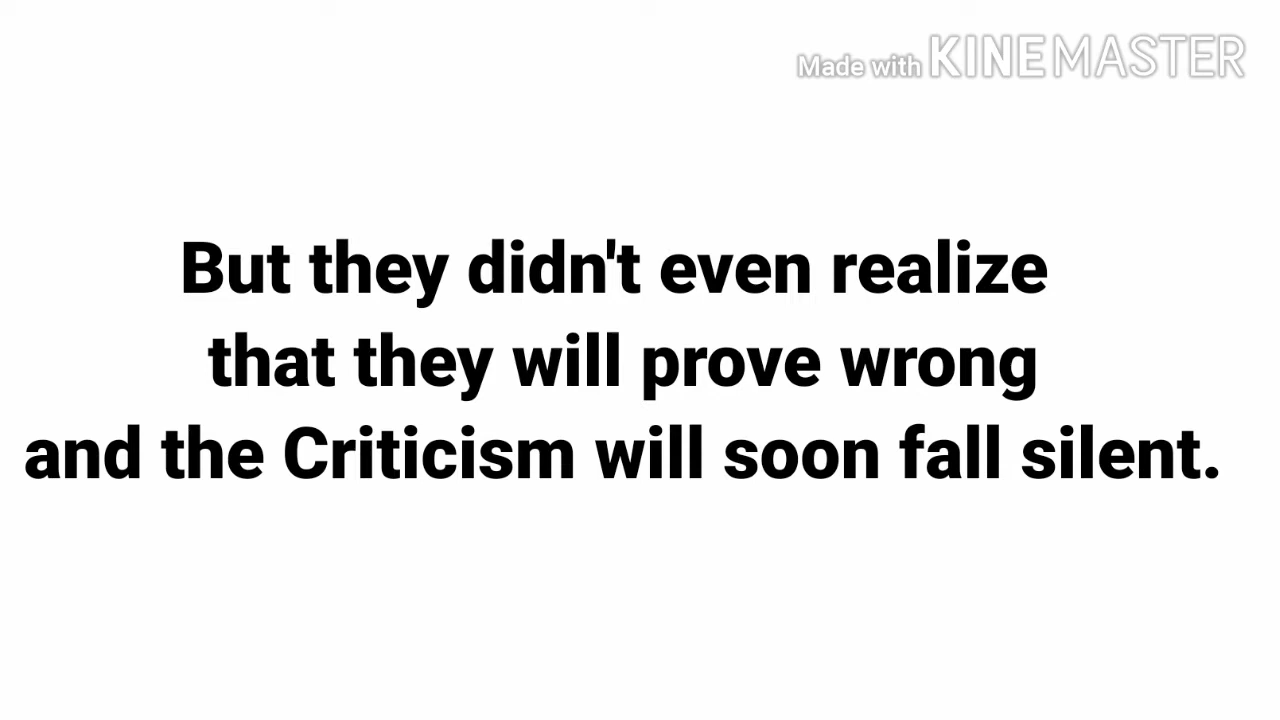 Made with KINEMASTER
But they didn't even realize
that they will prove wrong
and the Criticism will soon fall silent.